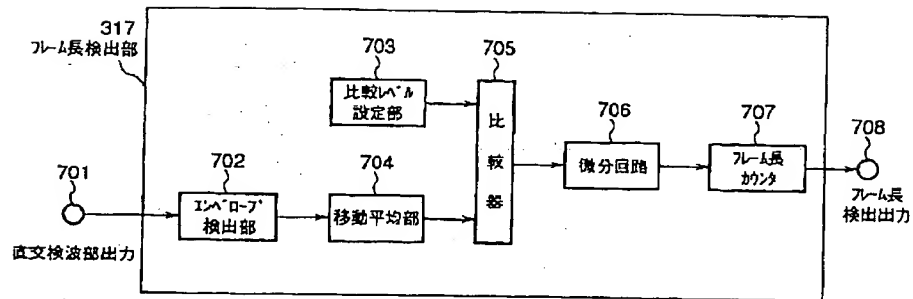 317
フレーム長検出部
703
比較レベル
設定部
705
比
較
器
706
微分回路
707
フレーム長
カウンタ
708
フレーム長
検出出力
701
直交検波部出力
702
エンベロープ
検出部
704
移動平均部